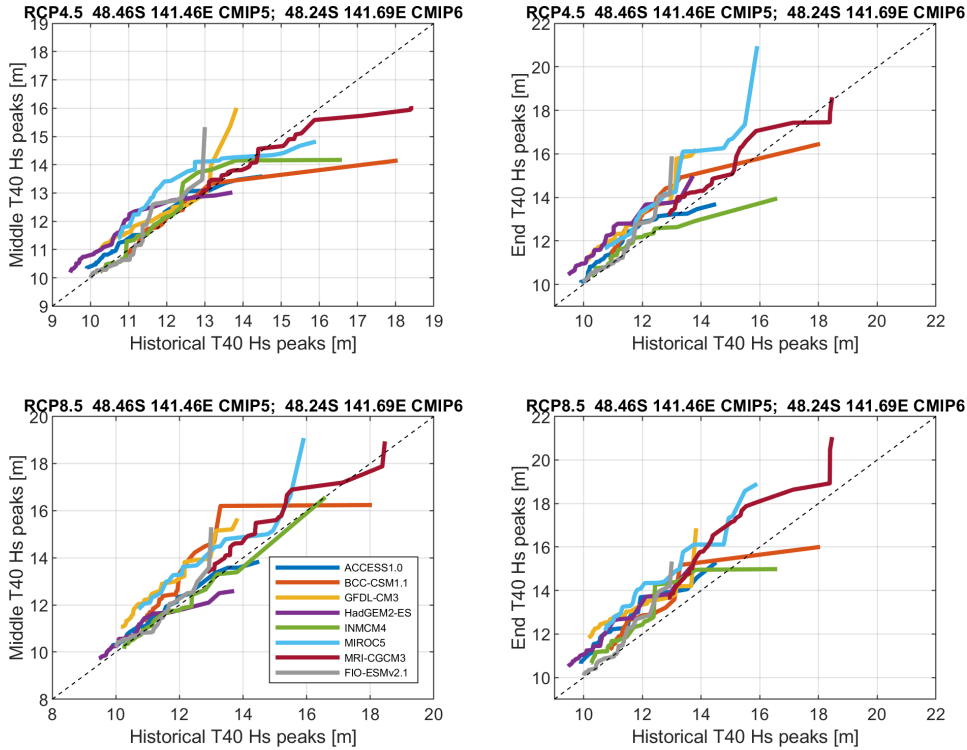 RCP4.5 48.46S 141.46E CMIP5; 48.24S 141.69E CMIP6
19
18
17
16
15
14
13
12
11
10
9
9 10 11 12 13 14 15 16 17 18 19
Middle T40 Hs peaks [m]
Historical T40 Hs peaks [m]
RCP4.5 48.46S 141.46E CMIP5; 48.24S 141.69E CMIP6
22
20
18
16
14
12
10
10 12 14 16 18 20 22
End T40 Hs peaks [m]
Historical T40 Hs peaks [m]
RCP8.5 48.46S 141.46E CMIP5; 48.24S 141.69E CMIP6
20
18
16
14
12
10
8
8 10 12 14 16 18 20
Middle T40 Hs peaks [m]
Historical T40 Hs peaks [m]
ACCESS1.0
BCC-CSM1.1
GFDL-CM3
HadGEM2-ES
INMCM4
MIROC5
MRI-CGCM3
FIO-ESMv2.1
RCP8.5 48.46S 141.46E CMIP5; 48.24S 141.69E CMIP6
22
20
18
16
14
12
10
10 12 14 16 18 20 22
End T40 Hs peaks [m]
Historical T40 Hs peaks [m]